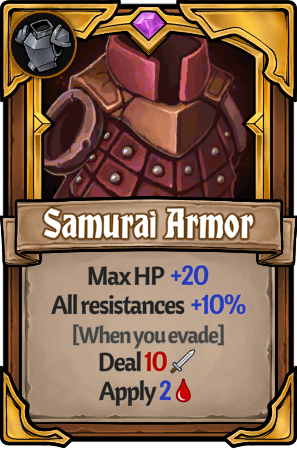 Samurai Armor
Max HP +20
All resistances +10%
[When you evade]
Deal 10
Apply 2